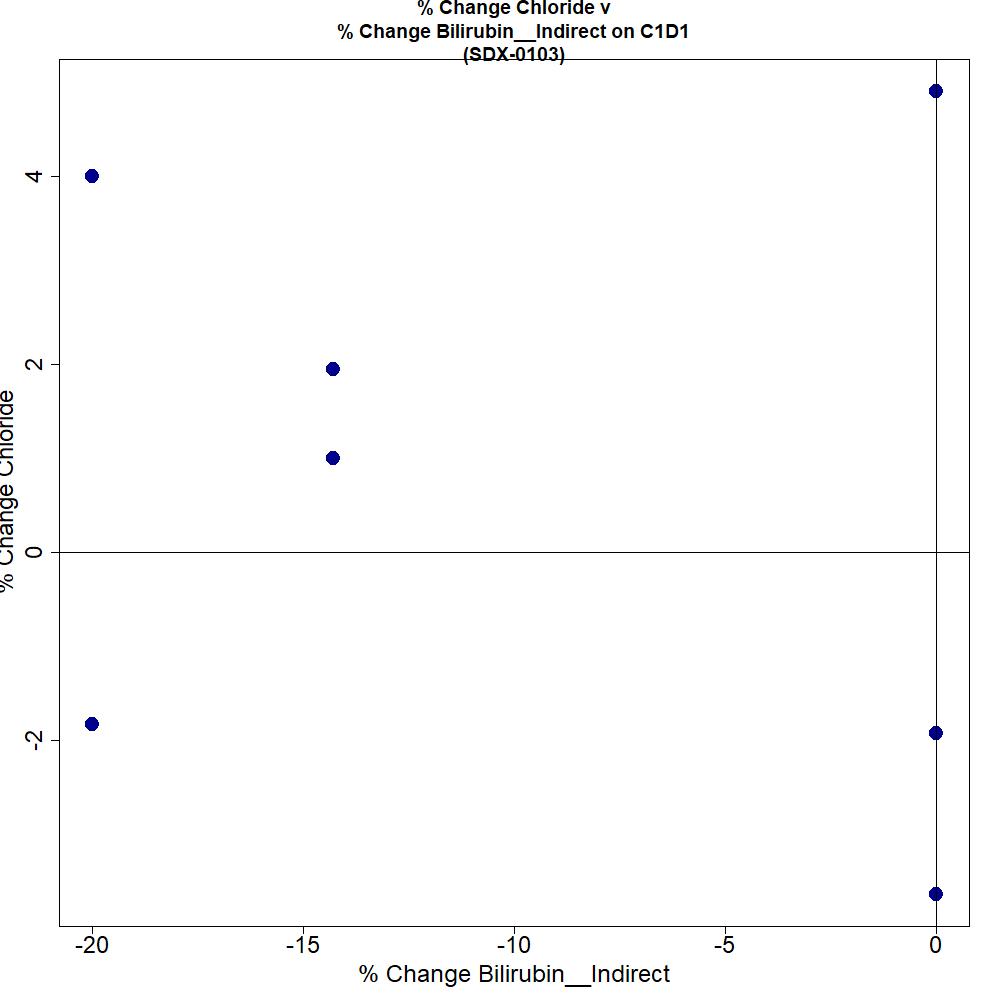 % Change Chloride v
% Change Bilirubin__Indirect on C1D1
(SDX-0103)
% Change Chloride
4
2
0
-2
-20
-15
-10
-5
0
% Change Bilirubin__Indirect